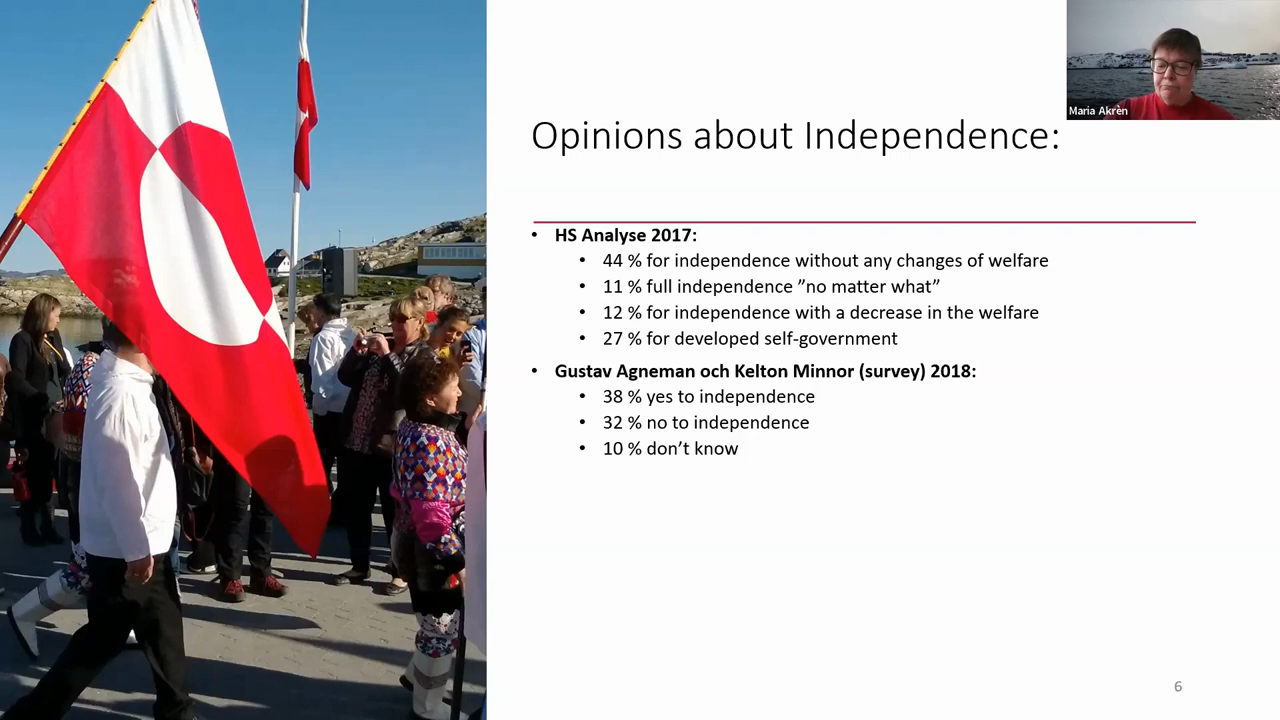 Maria Akrèn
Opinions about Independence:
• HS Analyse 2017:
• 44 % for independence without any changes of welfare
• 11 % full independence ”no matter what”
• 12 % for independence with a decrease in the welfare
• 27 % for developed self-government
• Gustav Agneman och Kelton Minnor (survey) 2018:
• 38 % yes to independence
• 32 % no to independence
• 10 % don’t know
6